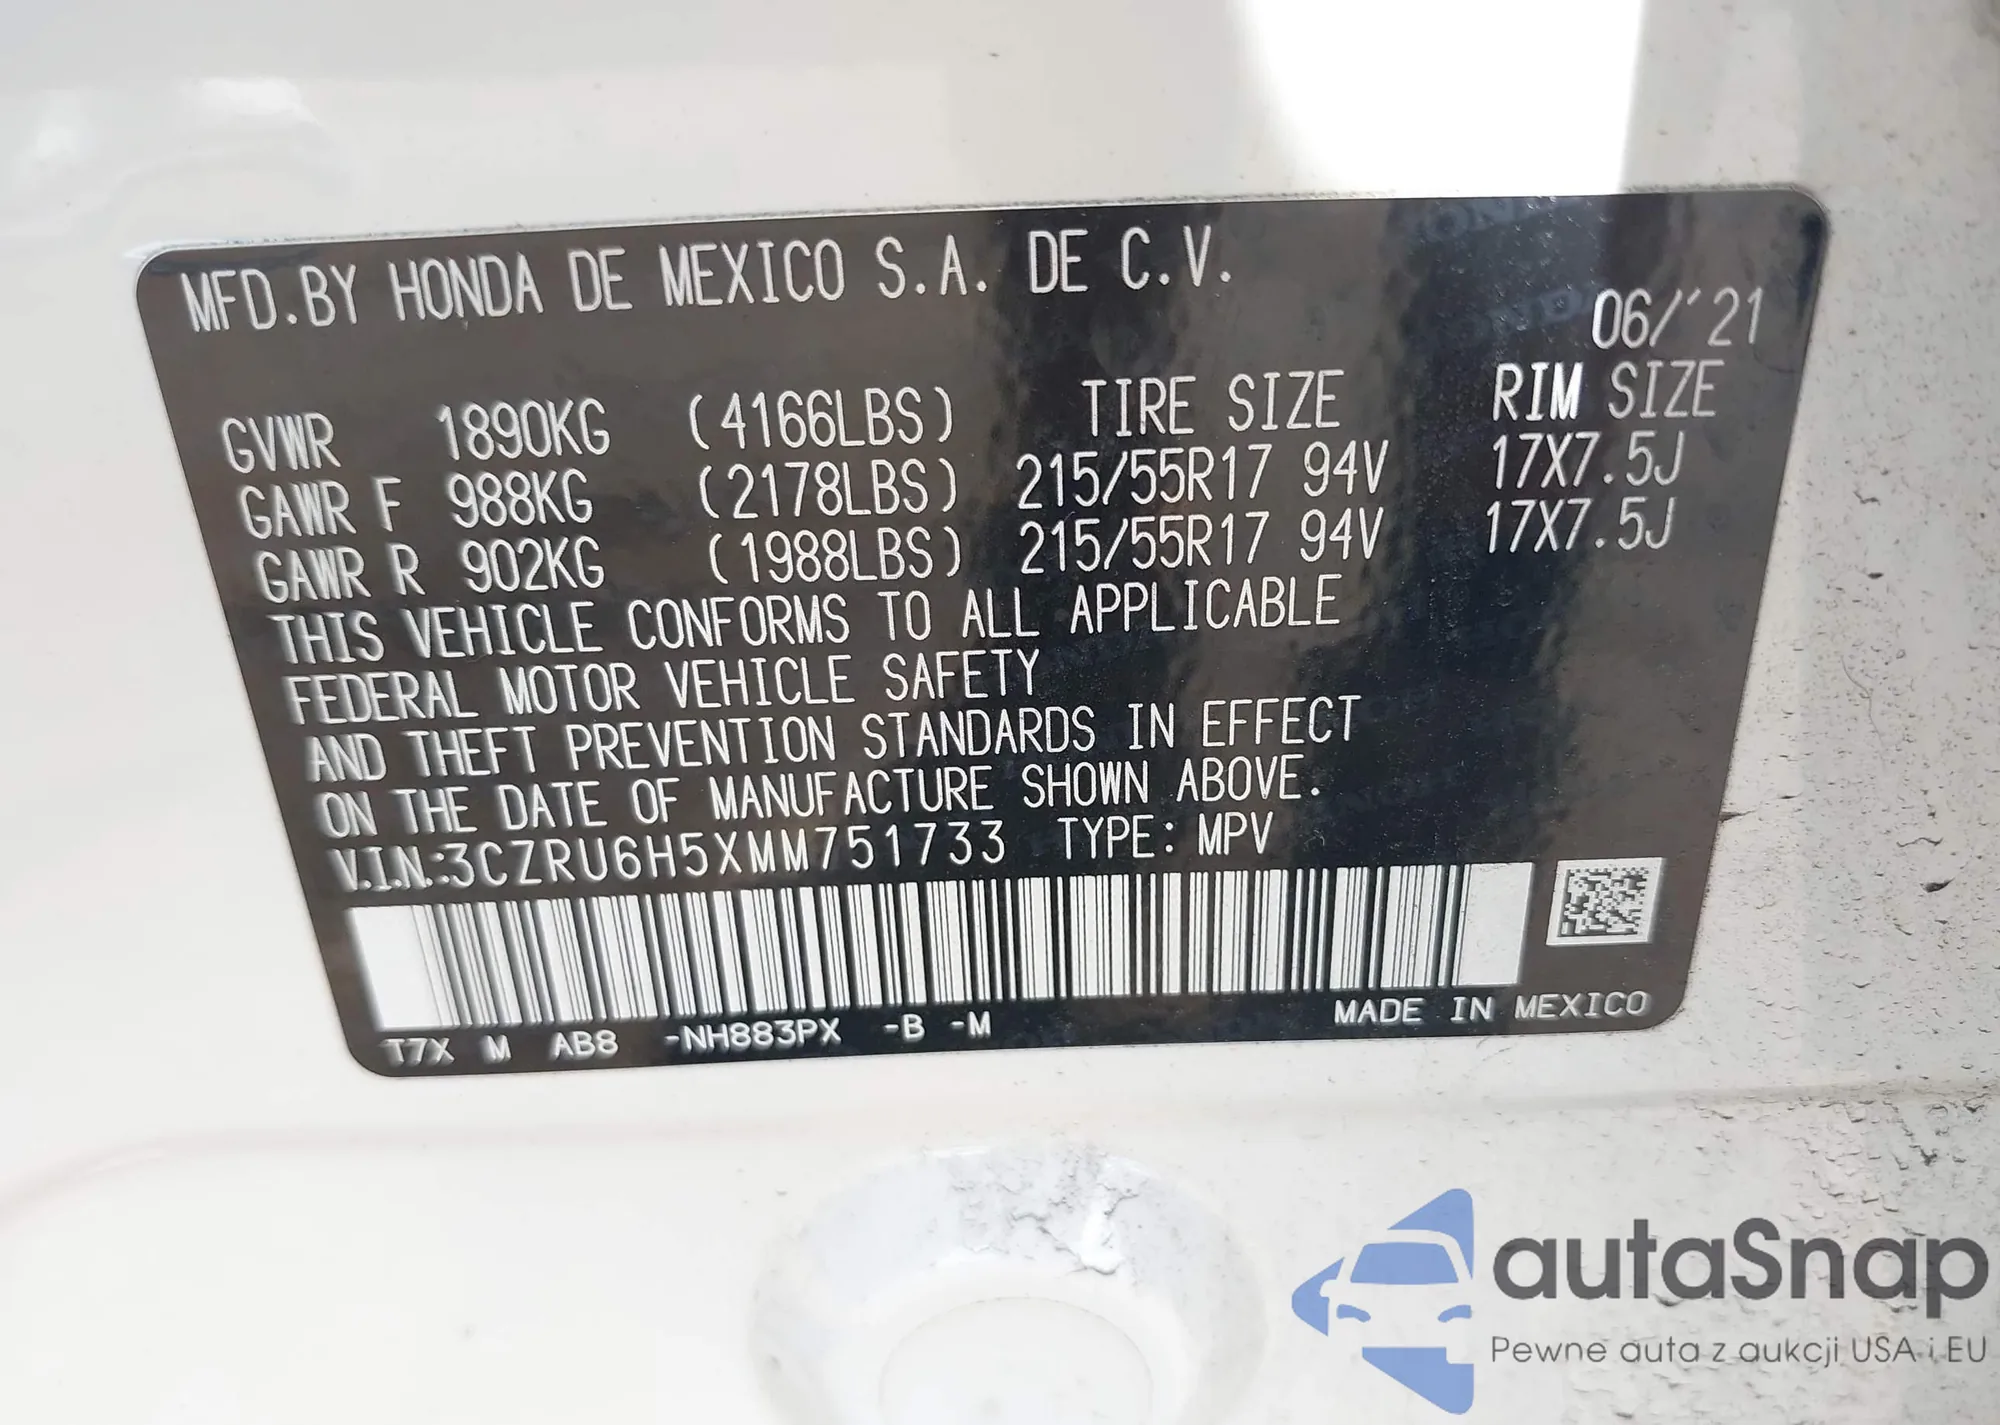 MFD.BY HONDA DE MEXICO S.A. DE C.V.
06/'21
GVWR 1890KG (4166LBS) TIRE SIZE RIM SIZE
GAWR F 988KG (2178LBS) 215/55R17 94V 17X7.5J
GAWR R 902KG (1988LBS) 215/55R17 94V 17X7.5J
THIS VEHICLE CONFORMS TO ALL APPLICABLE
FEDERAL MOTOR VEHICLE SAFETY
AND THEFT PREVENTION STANDARDS IN EFFECT
ON THE DATE OF MANUFACTURE SHOWN ABOVE.
V.I.N.:3CZRU6H5XMM751733 TYPE: MPV
T7X M AB8 -NH883PX -B -M MADE IN MEXICO
autaSnap
Pewne auta z aukcji USA i EU